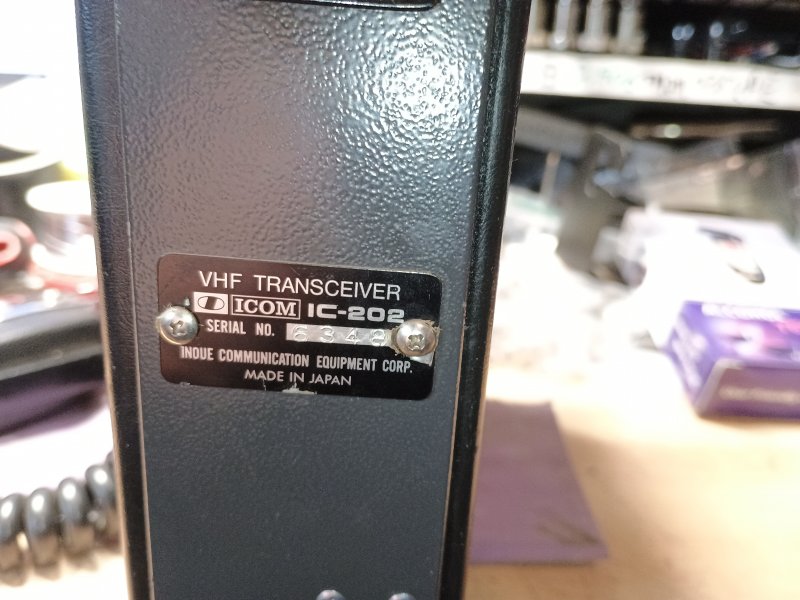 VHF TRANSCEIVER
ICOM IC-202
SERIAL NO. 6348
INOUE COMMUNICATION EQUIPMENT CORP.
MADE IN JAPAN